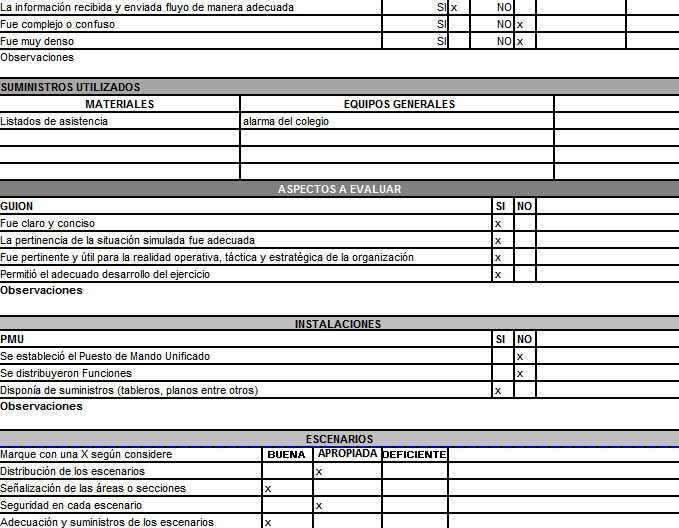 La información recibida y enviada fluyo de manera adecuada SI x NO
Fue complejo o confuso SI NO x
Fue muy denso SI NO x
Observaciones
SUMINISTROS UTILIZADOS
MATERIALES EQUIPOS GENERALES
Listados de asistencia alarma del colegio
ASPECTOS A EVALUAR
GUION SI NO
Fue claro y conciso x
La pertinencia de la situación simulada fue adecuada x
Fue pertinente y útil para la realidad operativa, táctica y estratégica de la organización x
Permitió el adecuado desarrollo del ejercicio x
Observaciones
INSTALACIONES
PMU SI NO
Se estableció el Puesto de Mando Unificado x
Se distribuyeron Funciones x
Disponía de suministros (tableros, planos entre otros) x
Observaciones
ESCENARIOS
Marque con una X según considere BUENA APROPIADA DEFICIENTE
Distribución de los escenarios x
Señalización de las áreas o secciones x
Seguridad en cada escenario x
Adecuación y suministros de los escenarios x